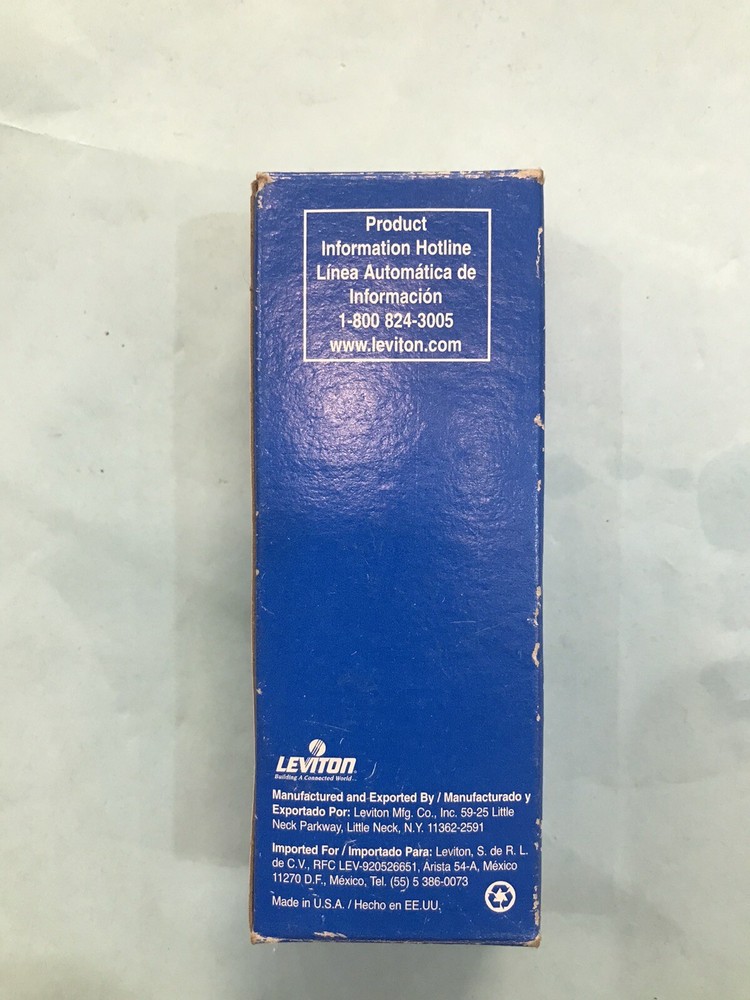 Product
Information Hotline
Línea Automática de
Información
1-800 824-3005
www.leviton.com
LEVITON
Building A Connected World
Manufactured and Exported By / Manufacturado y
Exportado Por: Leviton Mfg. Co., Inc. 59-25 Little
Neck Parkway, Little Neck, N.Y. 11362-2591
Imported For / Importado Para: Leviton, S. de R. L.
de C.V., RFC LEV-920526651, Arista 54-A, México
11270 D.F., México, Tel. (55) 5 386-0073
Made in U.S.A. / Hecho en EE.UU.